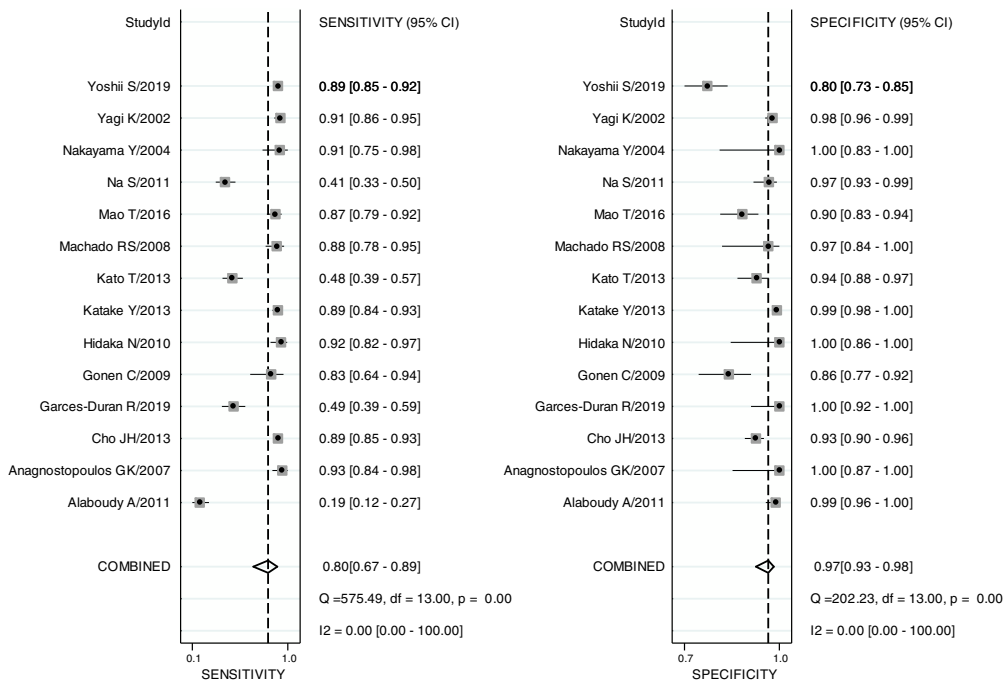 StudyId SENSITIVITY (95% CI) StudyId SPECIFICITY (95% CI)
Yoshii S/2019 0.89 [0.85 - 0.92] Yoshii S/2019 0.80 [0.73 - 0.85]
Yagi K/2002 0.91 [0.86 - 0.95] Yagi K/2002 0.98 [0.96 - 0.99]
Nakayama Y/2004 0.91 [0.75 - 0.98] Nakayama Y/2004 1.00 [0.83 - 1.00]
Na S/2011 0.41 [0.33 - 0.50] Na S/2011 0.97 [0.93 - 0.99]
Mao T/2016 0.87 [0.79 - 0.92] Mao T/2016 0.90 [0.83 - 0.94]
Machado RS/2008 0.88 [0.78 - 0.95] Machado RS/2008 0.97 [0.84 - 1.00]
Kato T/2013 0.48 [0.39 - 0.57] Kato T/2013 0.94 [0.88 - 0.97]
Katake Y/2013 0.89 [0.84 - 0.93] Katake Y/2013 0.99 [0.98 - 1.00]
Hidaka N/2010 0.92 [0.82 - 0.97] Hidaka N/2010 1.00 [0.86 - 1.00]
Gonen C/2009 0.83 [0.64 - 0.94] Gonen C/2009 0.86 [0.77 - 0.92]
Garces-Duran R/2019 0.49 [0.39 - 0.59] Garces-Duran R/2019 1.00 [0.92 - 1.00]
Cho JH/2013 0.89 [0.85 - 0.93] Cho JH/2013 0.93 [0.90 - 0.96]
Anagnostopoulos GK/2007 0.93 [0.84 - 0.98] Anagnostopoulos GK/2007 1.00 [0.87 - 1.00]
Alaboudy A/2011 0.19 [0.12 - 0.27] Alaboudy A/2011 0.99 [0.96 - 1.00]
COMBINED 0.80[0.67 - 0.89] COMBINED 0.97[0.93 - 0.98]
Q =575.49, df = 13.00, p = 0.00 Q =202.23, df = 13.00, p = 0.00
I2 = 0.00 [0.00 - 100.00] I2 = 0.00 [0.00 - 100.00]
0.1 1.0 0.7 1.0
SENSITIVITY SPECIFICITY